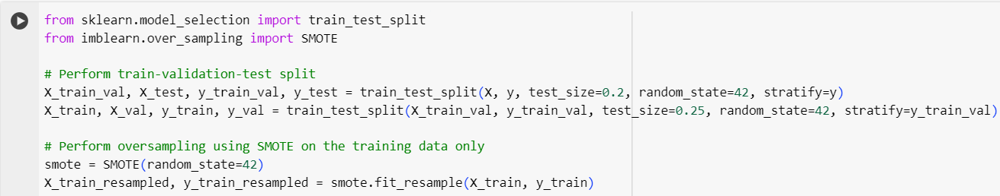 from sklearn.model_selection import train_test_split
from imblearn.over_sampling import SMOTE
# Perform train-validation-test split
X_train_val, X_test, y_train_val, y_test = train_test_split(X, y, test_size=0.2, random_state=42, stratify=y)
X_train, X_val, y_train, y_val = train_test_split(X_train_val, y_train_val, test_size=0.25, random_state=42, stratify=y_train_val)
# Perform oversampling using SMOTE on the training data only
smote = SMOTE(random_state=42)
X_train_resampled, y_train_resampled = smote.fit_resample(X_train, y_train)